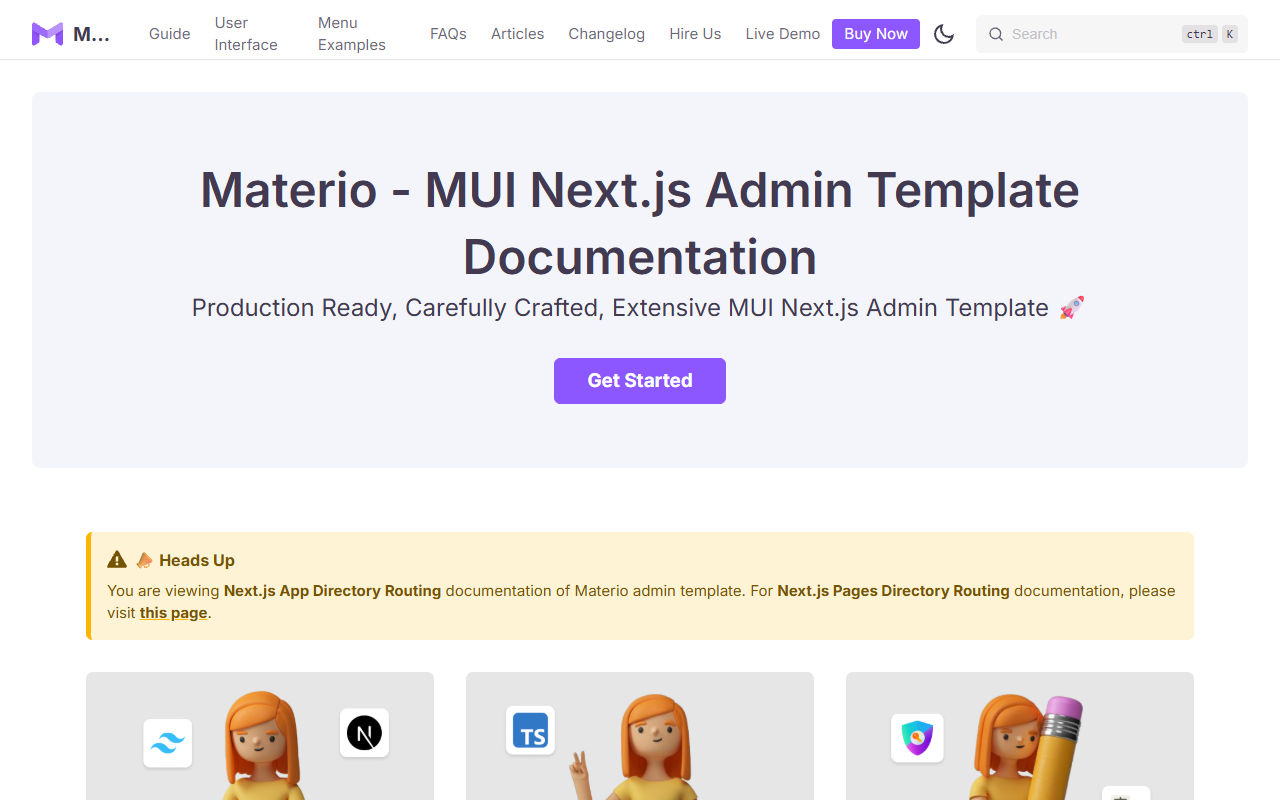 M...
Guide
User
Interface
Menu
Examples
FAQs
Articles
Changelog
Hire Us
Live Demo
Buy Now
Search
ctrl K
Materio - MUI Next.js Admin Template
Documentation
Production Ready, Carefully Crafted, Extensive MUI Next.js Admin Template 🚀
Get Started
📣 Heads Up
You are viewing Next.js App Directory Routing documentation of Materio admin template. For Next.js Pages Directory Routing documentation, please
visit this page.
N
TS